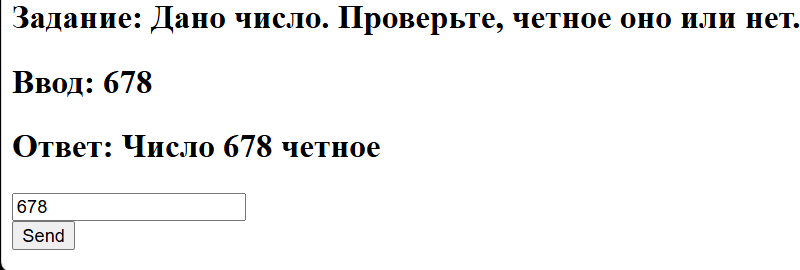 Задание: Дано число. Проверьте, четное оно или нет.
Ввод: 678
Ответ: Число 678 четное
678
Send